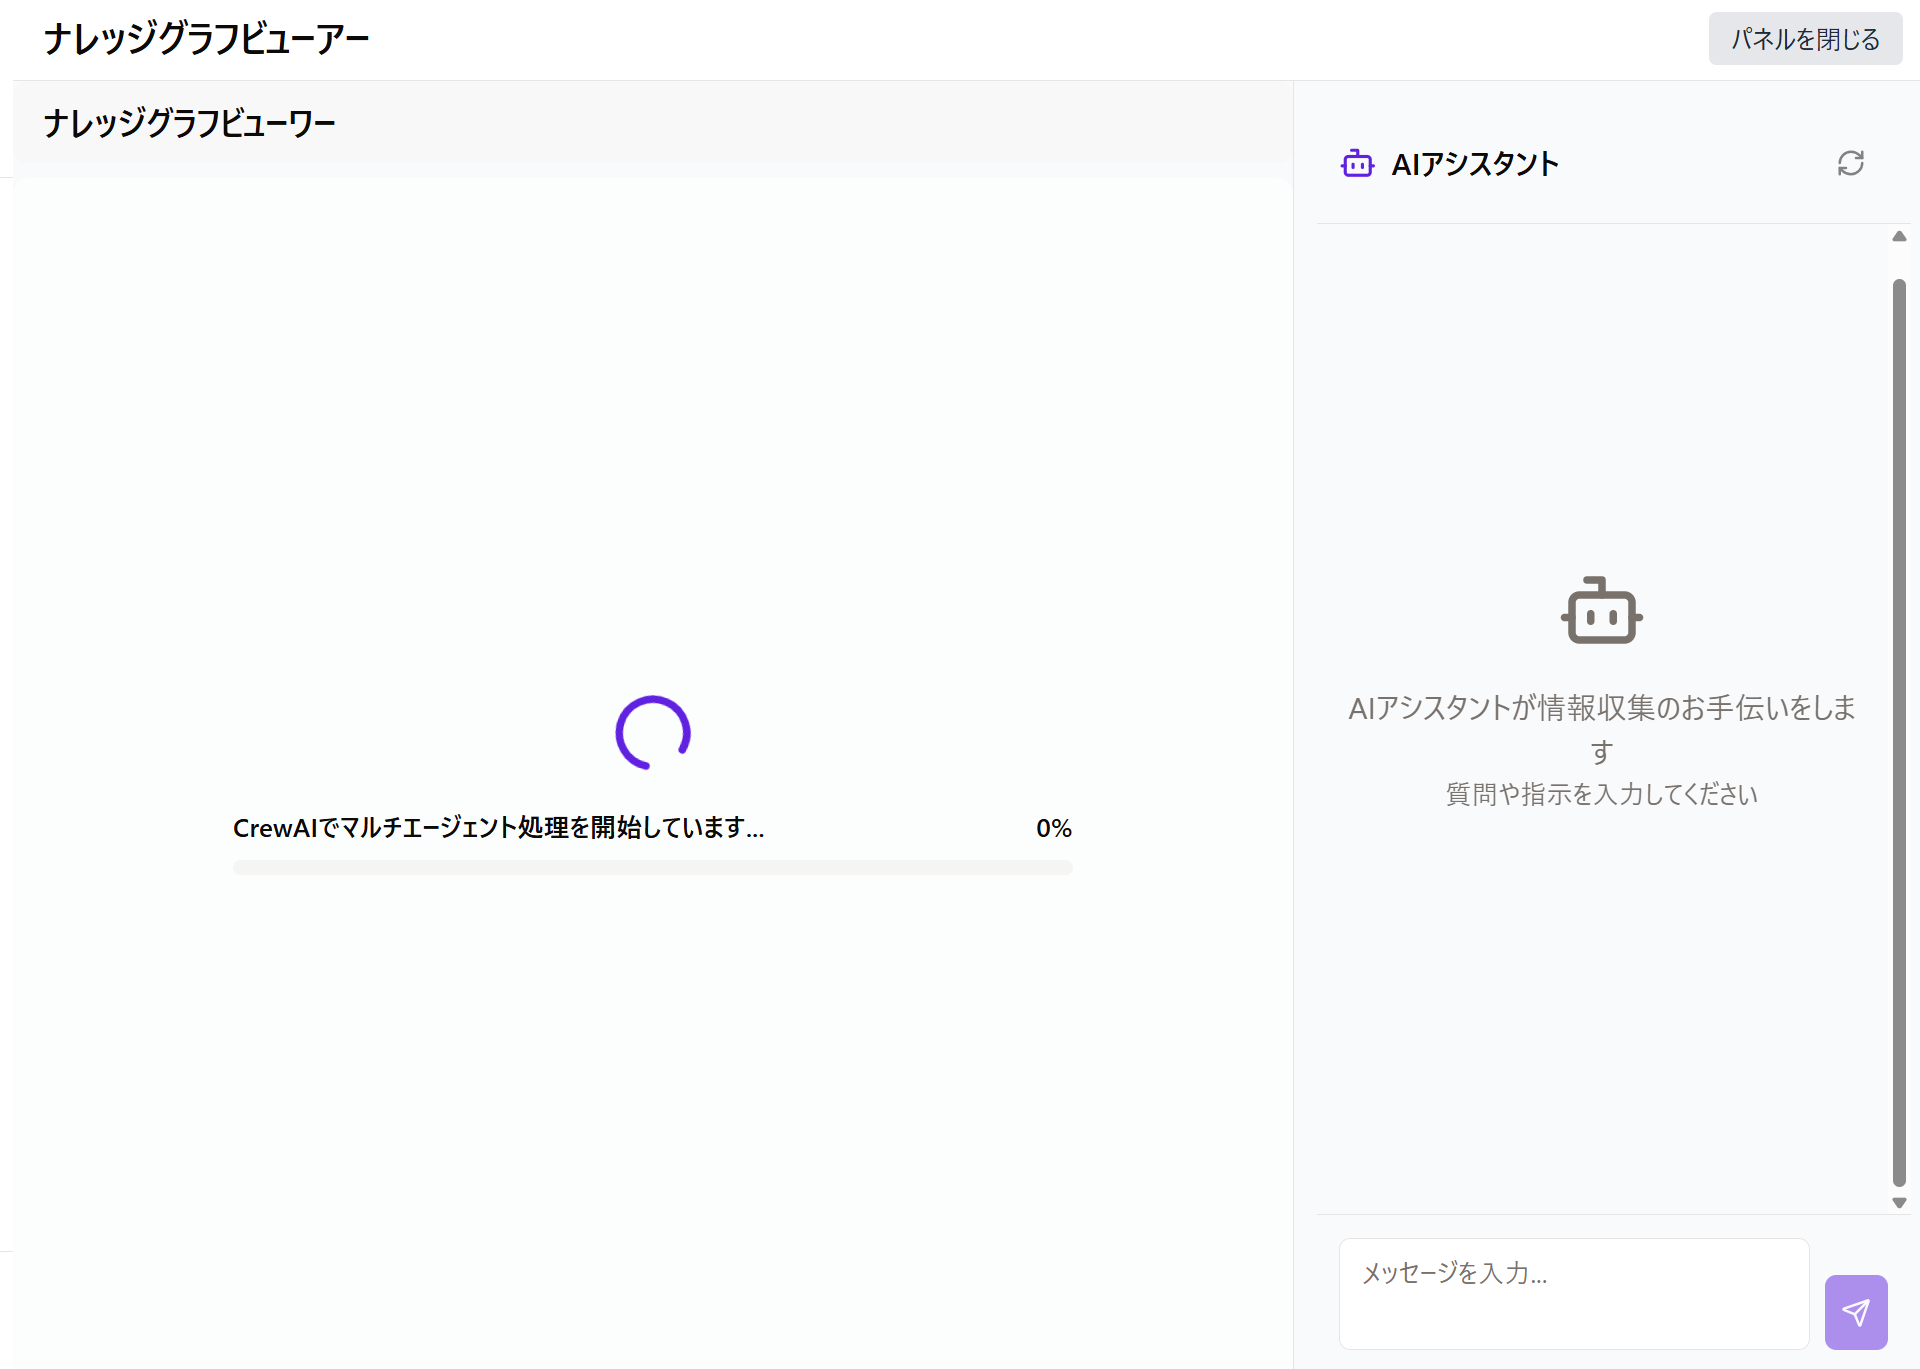 ナレッジグラフビューアー
パネルを閉じる
ナレッジグラフビューワー
AIアシスタント
CrewAIでマルチエージェント処理を開始しています...
0%
AIアシスタントが情報収集のお手伝いをしま
す
質問や指示を入力してください
メッセージを入力...